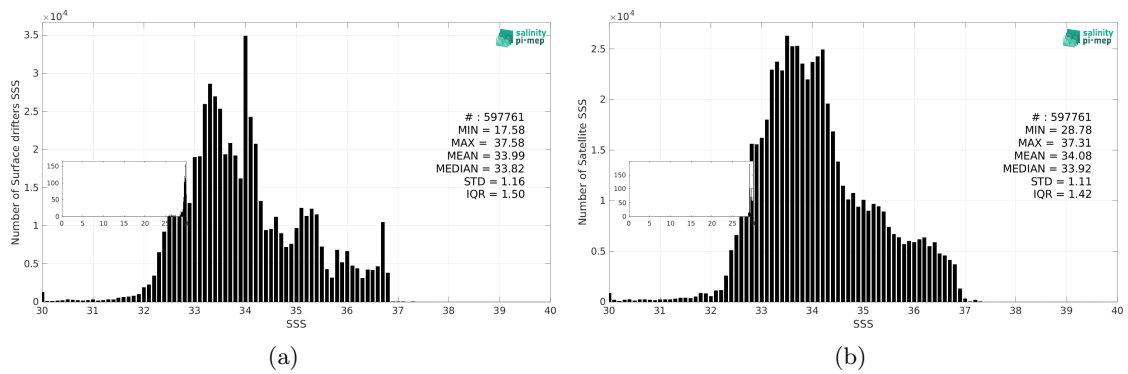 ×10⁴
3.5
3
2.5
2
1.5
1
0.5
0
Number of Surface drifters SSS
salinity
pi-mep
# : 597761
MIN = 17.58
MAX = 37.58
MEAN = 33.99
MEDIAN = 33.82
STD = 1.16
IQR = 1.50
150
100
50
0
0 5 10 15 20 25
30 31 32 33 34 35 36 37 38 39 40
SSS
(a)
×10⁴
2.5
2
1.5
1
0.5
0
Number of Satellite SSS
salinity
pi-mep
# : 597761
MIN = 28.78
MAX = 37.31
MEAN = 34.08
MEDIAN = 33.92
STD = 1.11
IQR = 1.42
150
100
50
0
0 5 10 15 20 25
30 31 32 33 34 35 36 37 38 39 40
SSS
(b)